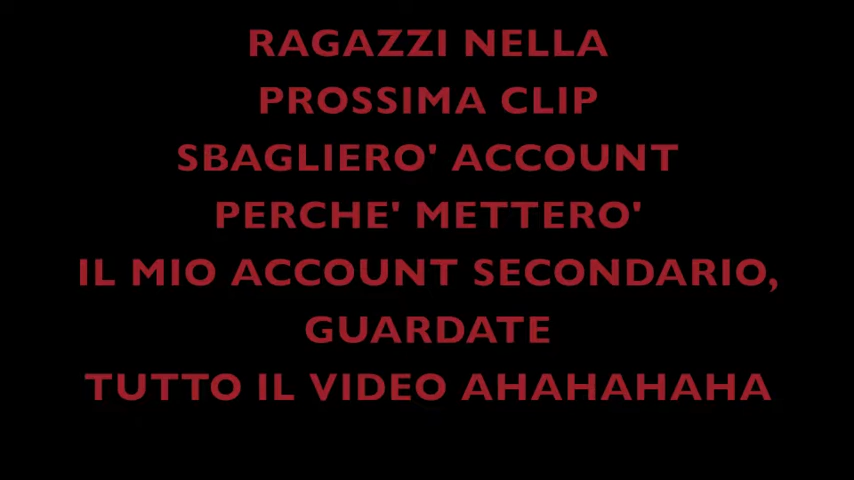 RAGAZZI NELLA
PROSSIMA CLIP
SBAGLIERO' ACCOUNT
PERCHE' METTERO'
IL MIO ACCOUNT SECONDARIO,
GUARDATE
TUTTO IL VIDEO AHAHAHAHA